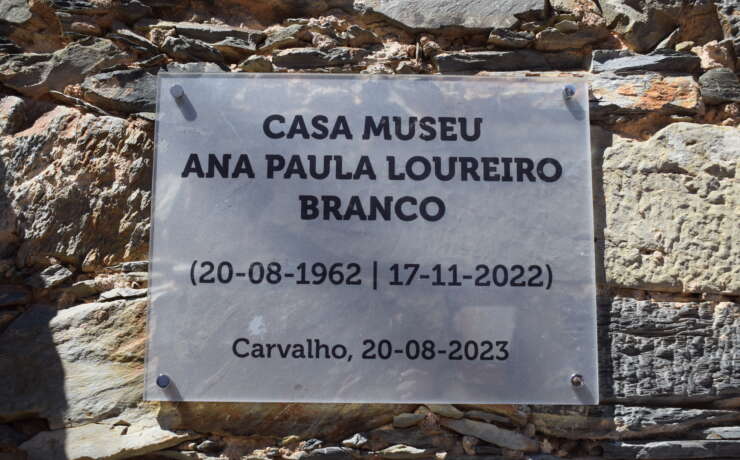 CASA MUSEU
ANA PAULA LOUREIRO
BRANCO
(20-08-1962 | 17-11-2022)
Carvalho, 20-08-2023